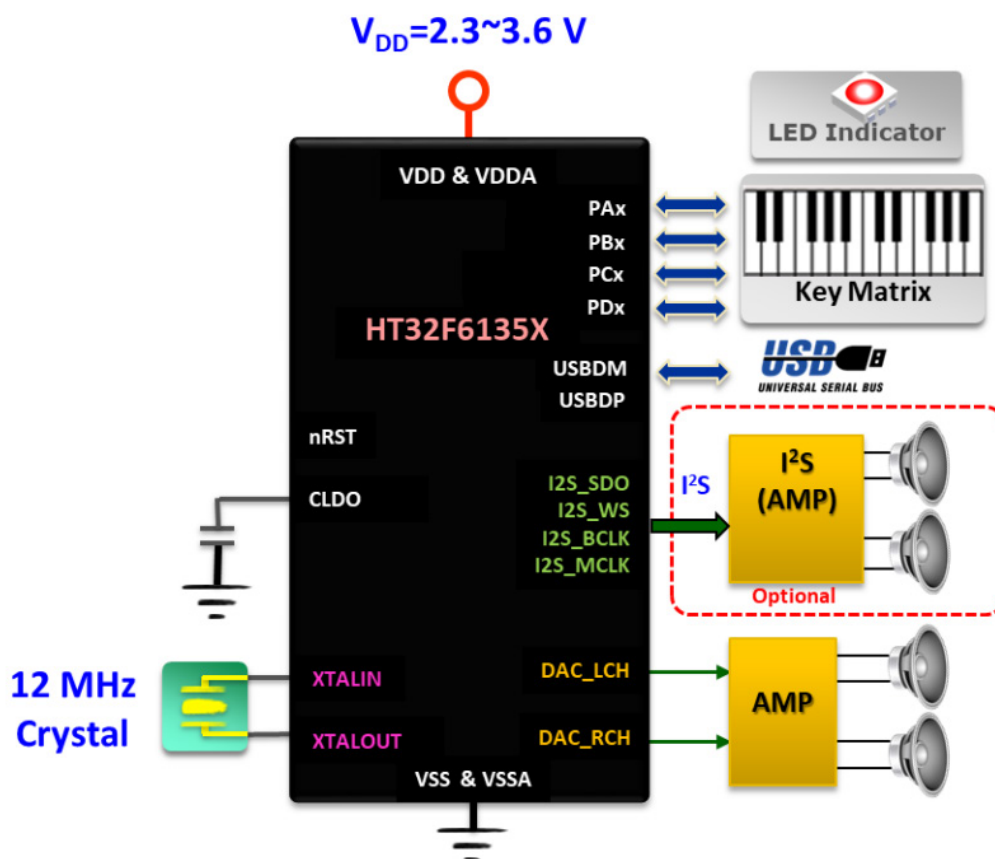 VDD=2.3~3.6 V
LED Indicator
VDD & VDDA
PAx
PBx
PCx
PDx
Key Matrix
HT32F6135X
USBDM
USBDP
USB
UNIVERSAL SERIAL BUS
nRST
CLDO
I2S_SDO
I2S_WS
I2S_BCLK
I2S_MCLK
I²S
I²S
(AMP)
Optional
12 MHz
Crystal
XTALIN
XTALOUT
DAC_LCH
DAC_RCH
AMP
VSS & VSSA